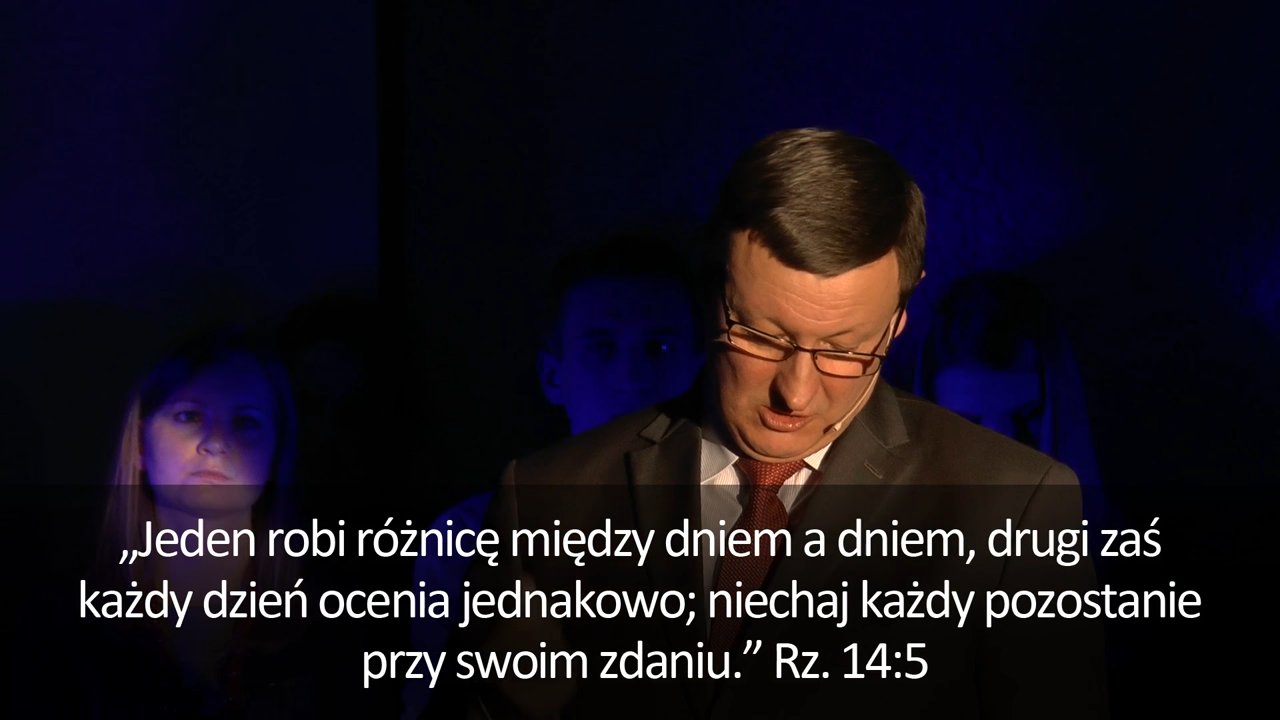 „Jeden robi różnicę między dniem a dniem, drugi zaś
każdy dzień ocenia jednakowo; niechaj każdy pozostanie
przy swoim zdaniu.” Rz. 14:5